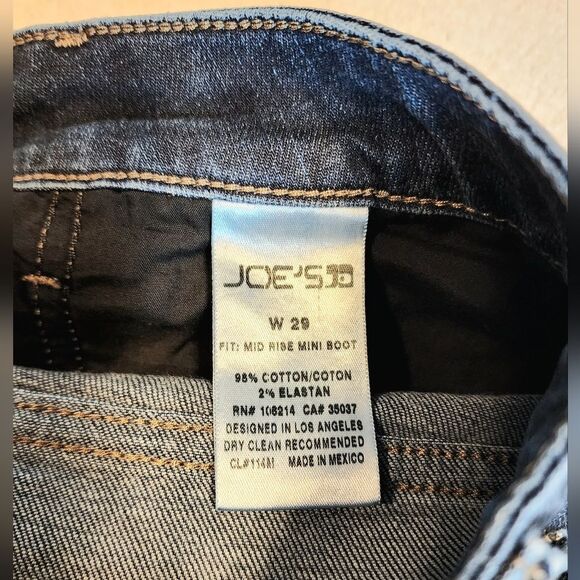 JOE'S
W 29
FIT: MID RISE MINI BOOT
98% COTTON/COTON
2% ELASTAN
RN# 106214 CA# 35037
DESIGNED IN LOS ANGELES
DRY CLEAN RECOMMENDED
CL#114M MADE IN MEXICO